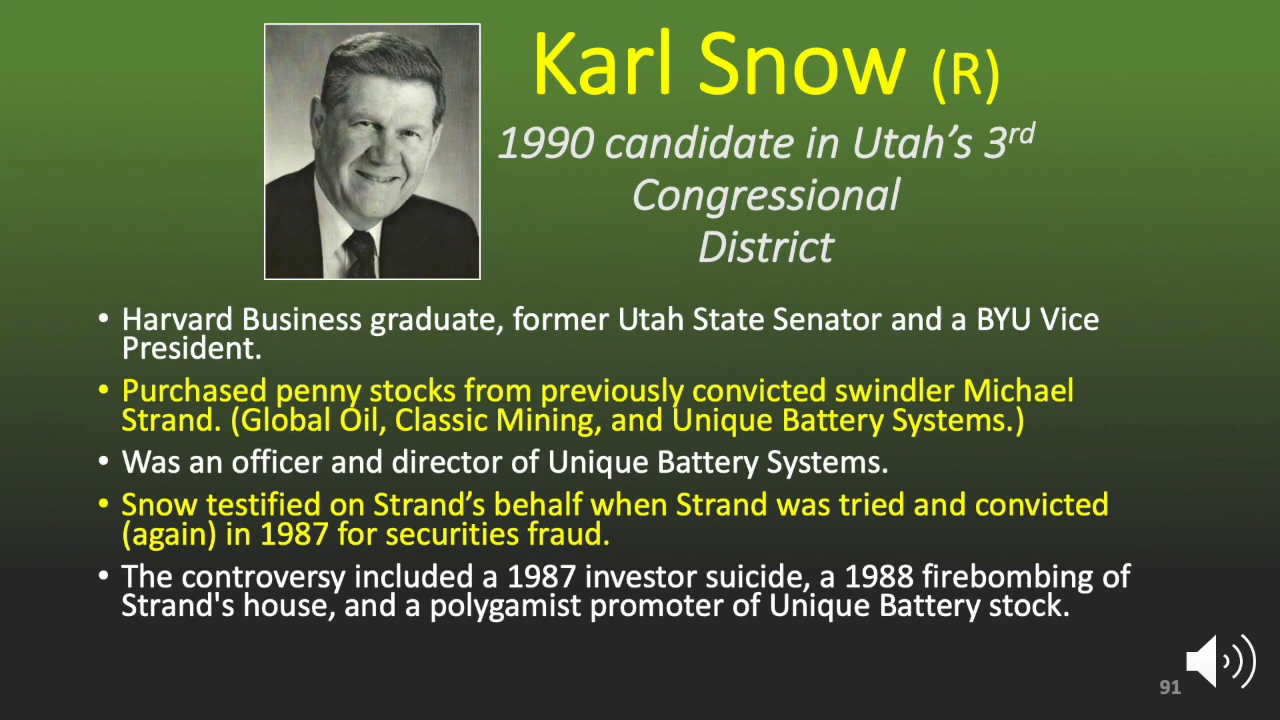 Karl Snow (R)
1990 candidate in Utah’s 3rd
Congressional
District
• Harvard Business graduate, former Utah State Senator and a BYU Vice
President.
• Purchased penny stocks from previously convicted swindler Michael
Strand. (Global Oil, Classic Mining, and Unique Battery Systems.)
• Was an officer and director of Unique Battery Systems.
• Snow testified on Strand’s behalf when Strand was tried and convicted
(again) in 1987 for securities fraud.
• The controversy included a 1987 investor suicide, a 1988 firebombing of
Strand's house, and a polygamist promoter of Unique Battery stock.
91